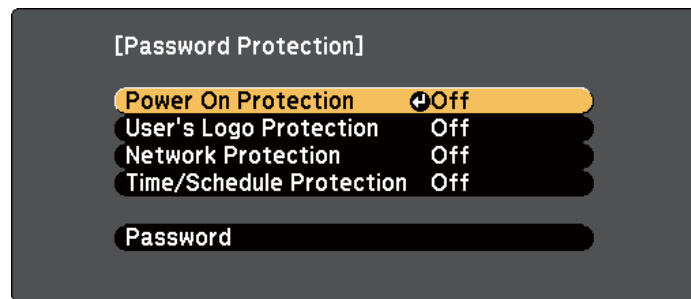 [Password Protection]
Power On Protection Off
User's Logo Protection Off
Network Protection Off
Time/Schedule Protection Off
Password